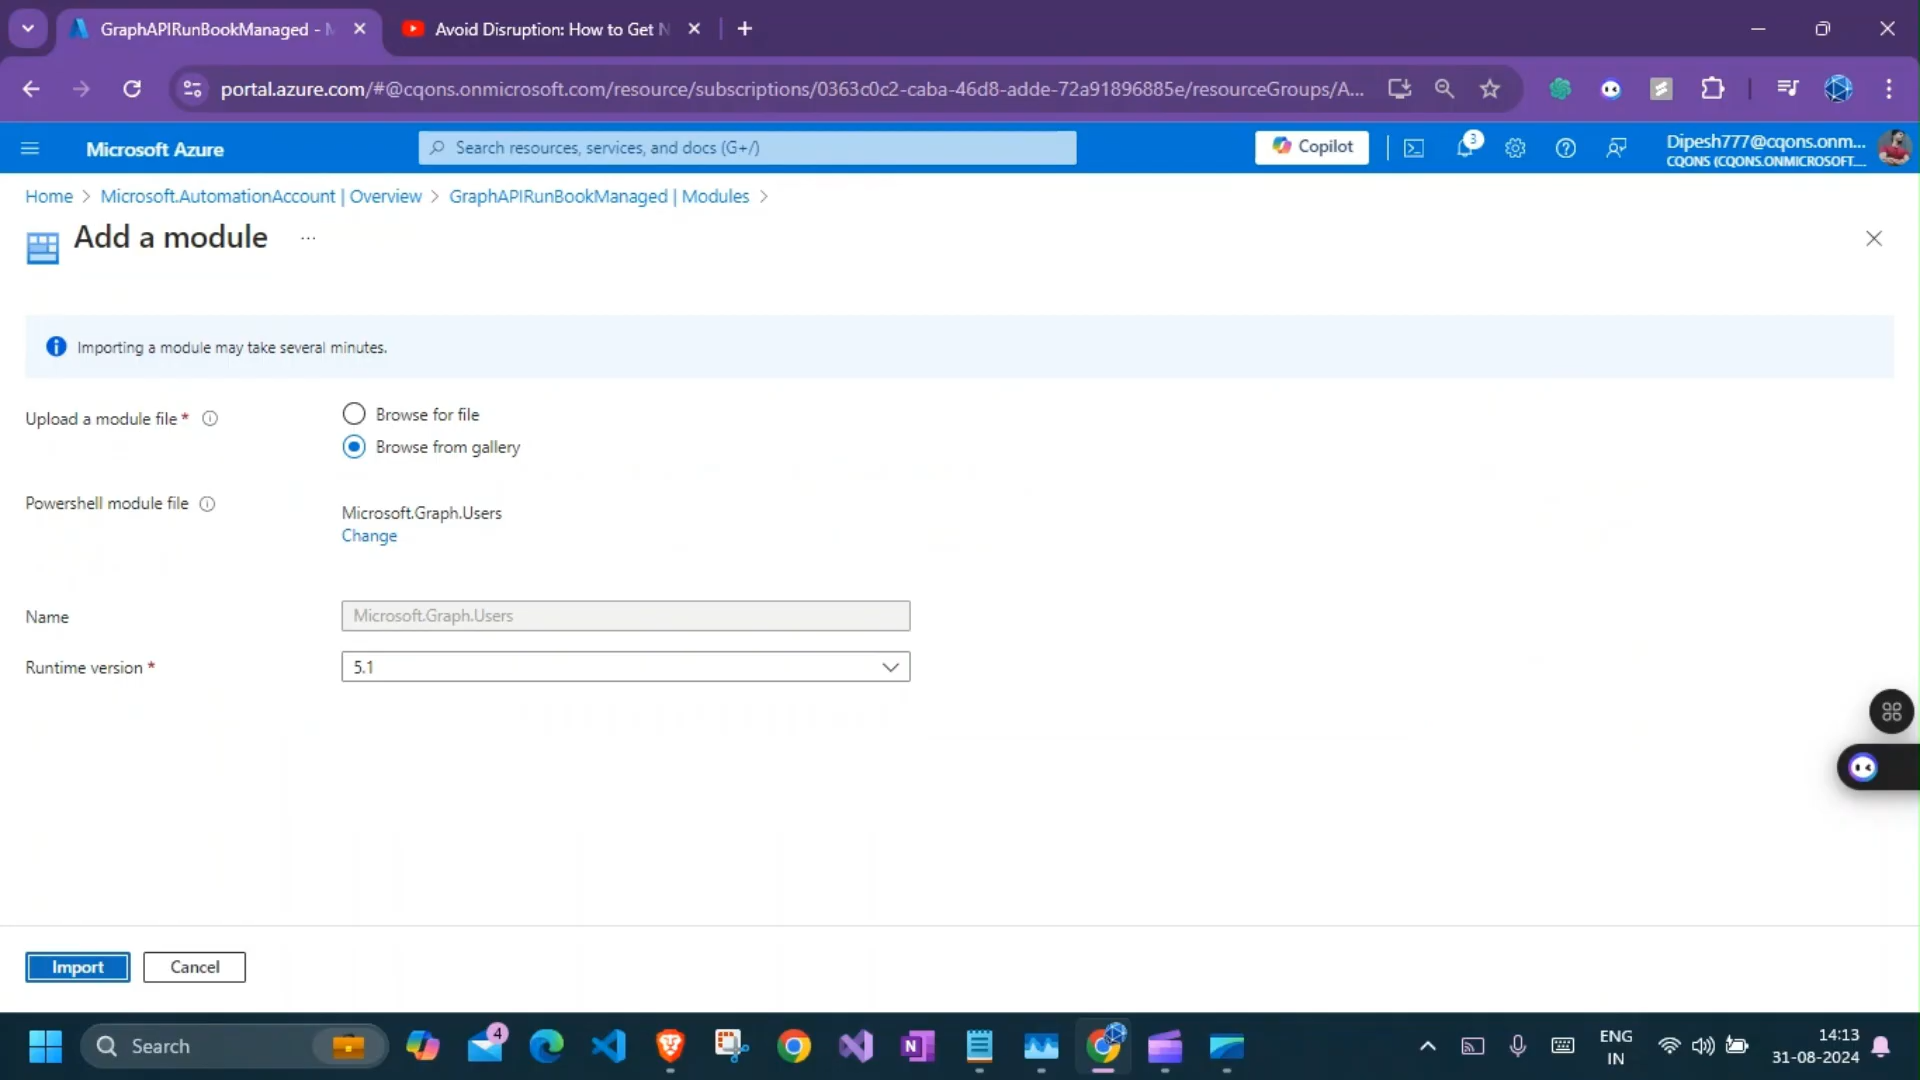 GraphAPIRunBookManaged - M
Avoid Disruption: How to Get N
portal.azure.com/#@cqons.onmicrosoft.com/resource/subscriptions/0363c0c2-caba-46d8-adde-72a91896885e/resourceGroups/A...
Microsoft Azure
Search resources, services, and docs (G+/)
Copilot
3
Dipesh777@cqons.onm...
CQONS (CQONS.ONMICROSOFT....
Home > Microsoft.AutomationAccount | Overview > GraphAPIRunBookManaged | Modules >
Add a module ...
Importing a module may take several minutes.
Upload a module file *
Browse for file
Browse from gallery
Powershell module file
Microsoft.Graph.Users
Change
Name
Microsoft.Graph.Users
Runtime version *
5.1
Import
Cancel
Search
4
N
ENG
IN
14:13
31-08-2024